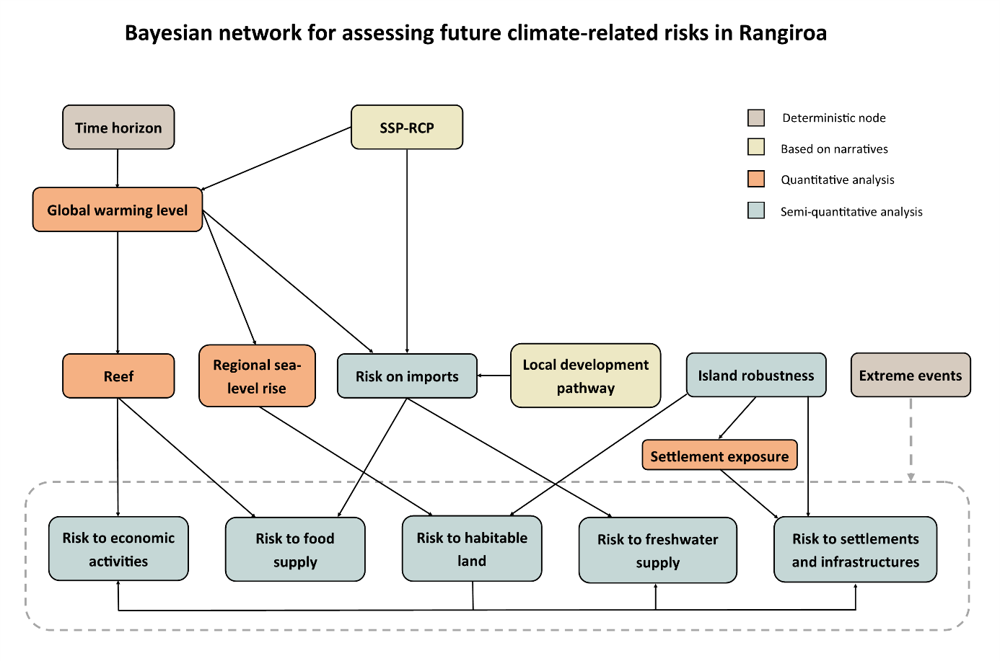 Bayesian network for assessing future climate-related risks in Rangiroa
Time horizon
SSP-RCP
Deterministic node
Based on narratives
Quantitative analysis
Semi-quantitative analysis
Global warming level
Reef
Regional sea-
level rise
Risk on imports
Local development
pathway
Island robustness
Extreme events
Settlement exposure
Risk to economic
activities
Risk to food
supply
Risk to habitable
land
Risk to freshwater
supply
Risk to settlements
and infrastructures